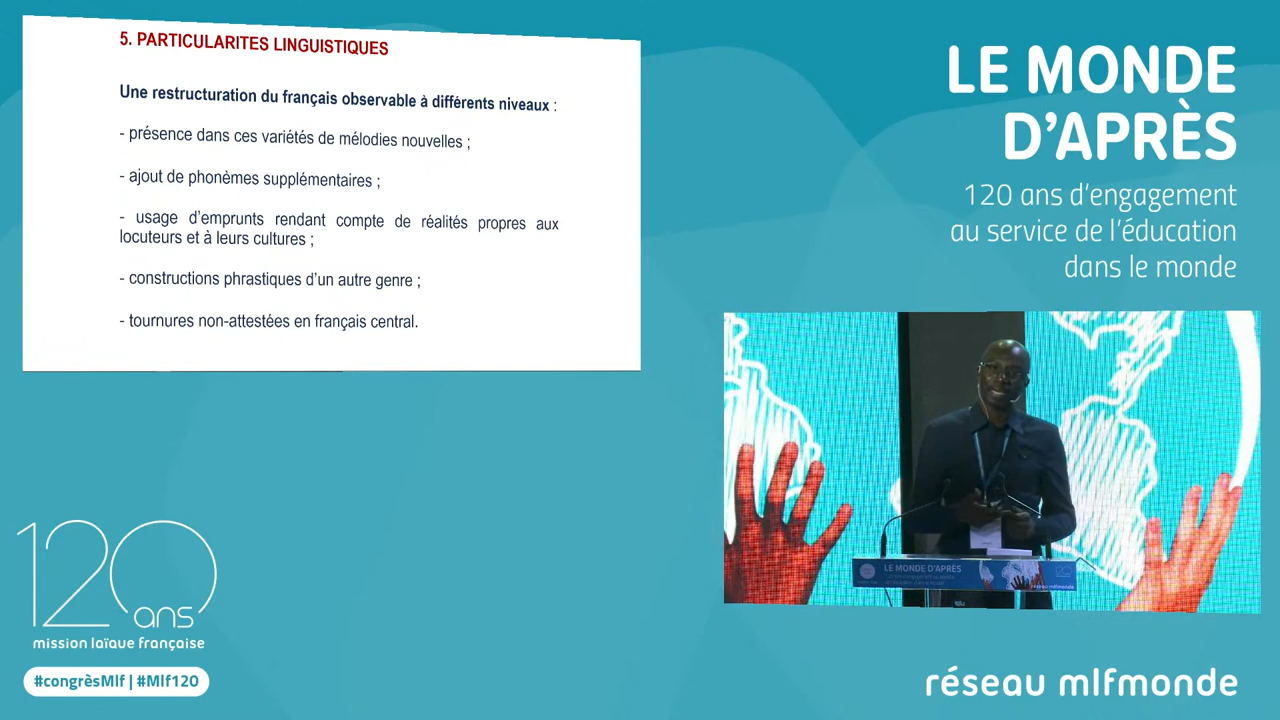 5. PARTICULARITES LINGUISTIQUES
Une restructuration du français observable à différents niveaux :
- présence dans ces variétés de mélodies nouvelles ;
- ajout de phonèmes supplémentaires ;
- usage d'emprunts rendant compte de réalités propres aux
locuteurs et à leurs cultures ;
- constructions phrastiques d'un autre genre ;
- tournures non-attestées en français central.
LE MONDE
D'APRÈS
120 ans d'engagement
au service de l'éducation
dans le monde
LE MONDE D'APRÈS
réseau mlfmonde
120
ans
mission laïque française
#congrèsMlf | #Mlf120
réseau mlfmonde